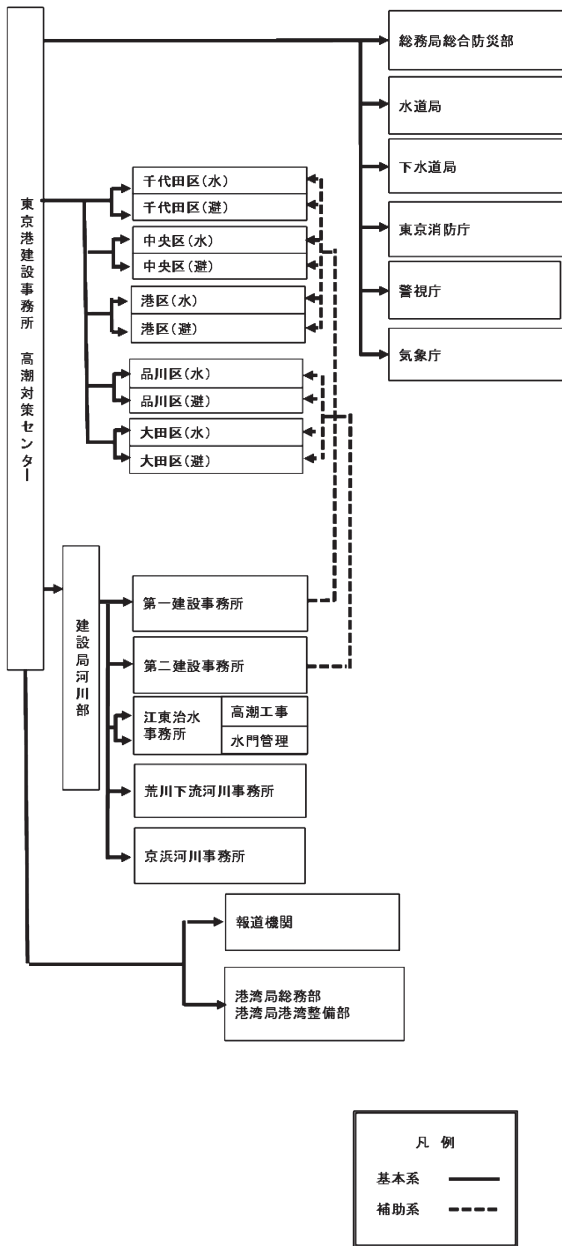 東京港建設事務所　高潮対策センター
総務局総合防災部
水道局
下水道局
東京消防庁
警視庁
気象庁
千代田区(水)
千代田区(避)
中央区(水)
中央区(避)
港区(水)
港区(避)
品川区(水)
品川区(避)
大田区(水)
大田区(避)
建設局河川部
第一建設事務所
第二建設事務所
江東治水
事務所
高潮工事
水門管理
荒川下流河川事務所
京浜河川事務所
報道機関
港湾局総務部
港湾局港湾整備部
凡 例
基本系
補助系